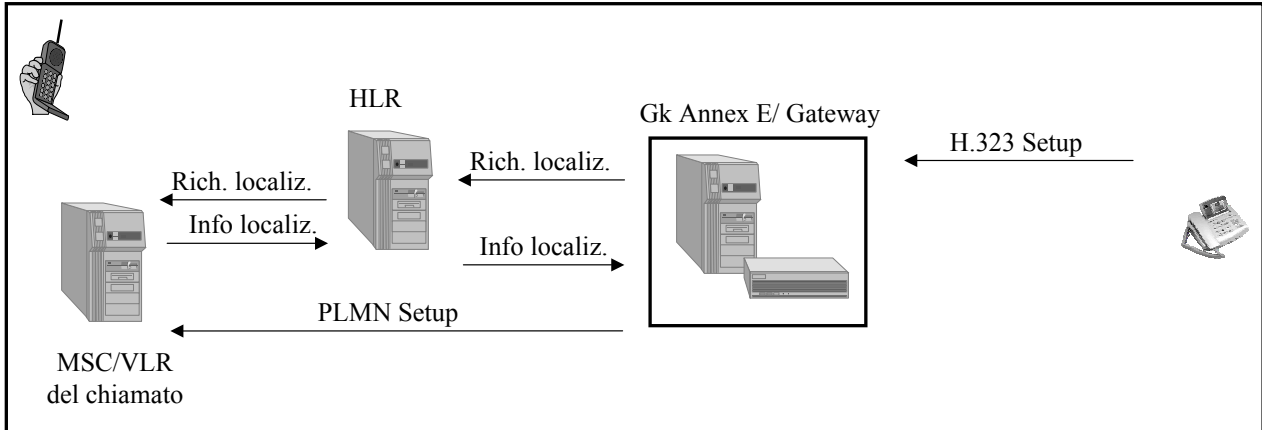 HLR
Gk Annex E/ Gateway
H.323 Setup
Rich. localiz.
Rich. localiz.
Info localiz.
Info localiz.
PLMN Setup
MSC/VLR
del chiamato